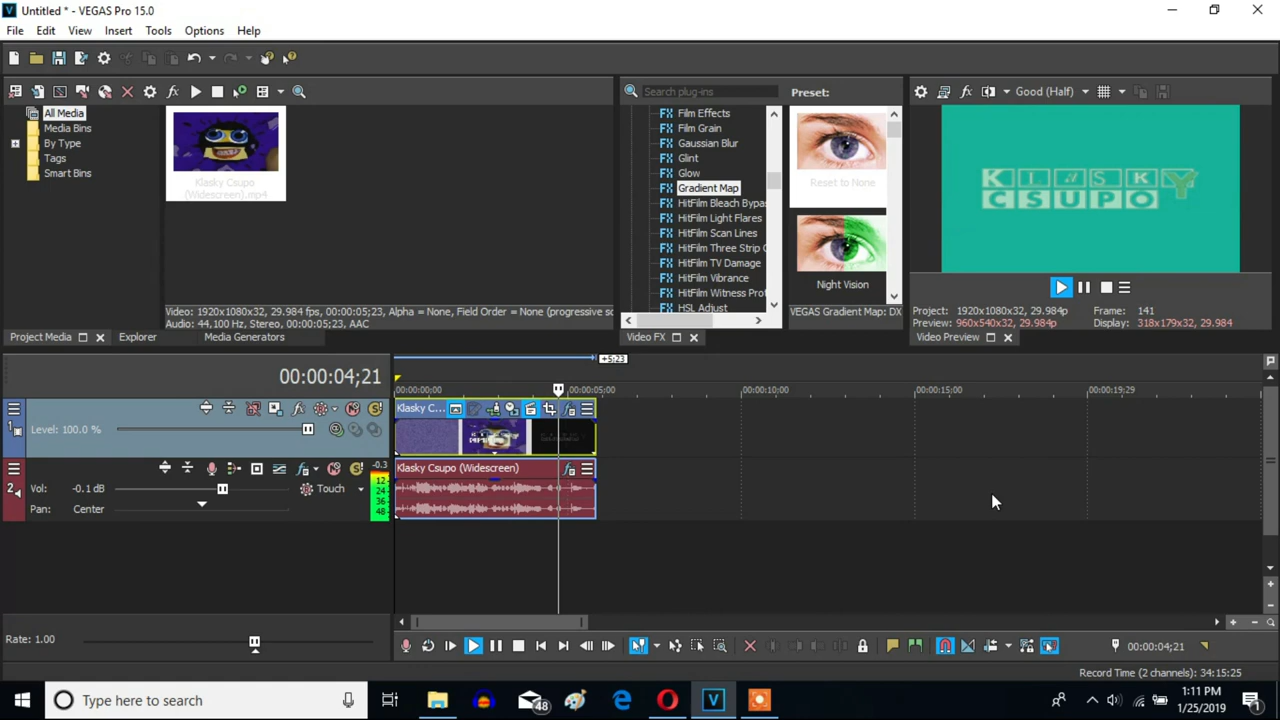 Untitled * - VEGAS Pro 15.0
File Edit View Insert Tools Options Help
All Media
Media Bins
By Type
Tags
Smart Bins
Klasky Csupo
(Widescreen).mp4
Video: 1920x1080x32, 29.984 fps, 00:00:05;23, Alpha = None, Field Order = None (progressive sc
Audio: 44,100 Hz, Stereo, 00:00:05;23, AAC
Project Media
Explorer
Media Generators
Search plug-ins
Film Effects
Film Grain
Gaussian Blur
Glint
Glow
Gradient Map
HitFilm Bleach Bypas
HitFilm Light Flares
HitFilm Scan Lines
HitFilm Three Strip C
HitFilm TV Damage
HitFilm Vibrance
HitFilm Witness Prot
HSL Adjust
Video FX
Preset:
Reset to None
Night Vision
VEGAS Gradient Map: DX
Good (Half)
KLASKY
CSUPO
Project: 1920x1080x32, 29.984p
Frame: 141
Preview: 960x540x32, 29.984p
Display: 318x179x32, 29.984
Video Preview
00:00:04;21
+5;23
00:00:00;00
00:00:05;00
00:00:10;00
00:00:15;00
00:00:19;29
1
Level: 100.0 %
Klasky C...
2
Vol: -0.1 dB
Touch
Pan: Center
-0.3
12
24
36
48
Klasky Csupo (Widescreen)
Rate: 1.00
00:00:04;21
Record Time (2 channels): 34:15:25
Type here to search
48
1:11 PM
1/25/2019
1